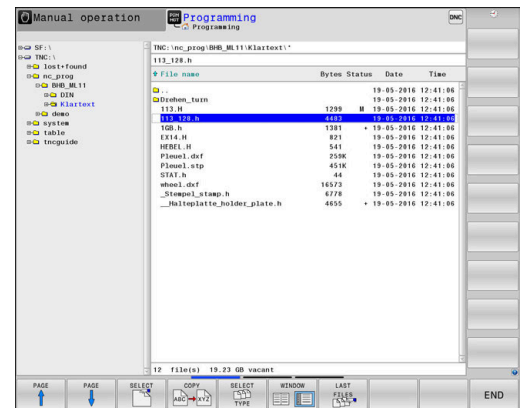 Manual operation
PGM
MGT
Programming
Programming
DNC
SF:\
TNC:\
lost+found
nc_prog
BHB_ML11
DIN
Klartext
demo
system
table
tncguide
TNC:\nc_prog\BHB_ML11\Klartext\*
113_128.h
File name Bytes Status Date Time
.. 19-05-2016 12:41:06
Drehen_turn 19-05-2016 12:41:06
113.H 1299 M 19-05-2016 12:41:06
113_128.h 4483 19-05-2016 12:41:06
1GB.h 1381 + 19-05-2016 12:41:06
EX14.H 821 19-05-2016 12:41:06
HEBEL.H 541 19-05-2016 12:41:06
Pleuel.dxf 259K 19-05-2016 12:41:06
Pleuel.stp 451K 19-05-2016 12:41:06
STAT.h 44 19-05-2016 12:41:06
wheel.dxf 16573 19-05-2016 12:41:06
_Stempel_stamp.h 6778 19-05-2016 12:41:06
__Halteplatte_holder_plate.h 4655 + 19-05-2016 12:41:06
12 file(s) 19.23 GB vacant
PAGE
PAGE
SELECT
COPY
ABC XYZ
SELECT
TYPE
WINDOW
LAST
FILES
END